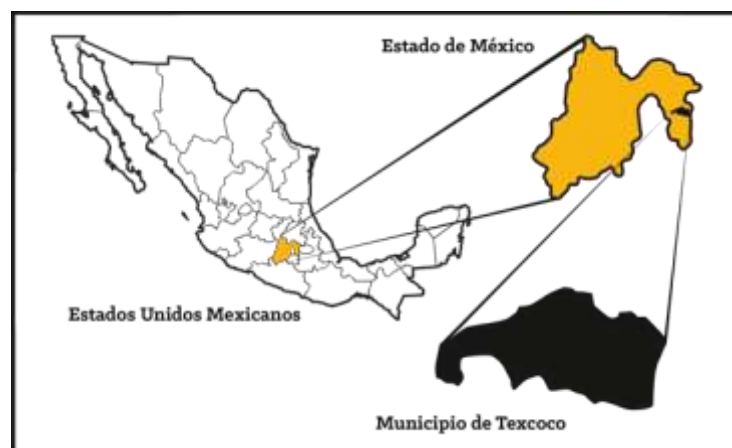 Estado de México
Estados Unidos Mexicanos
Municipio de Texcoco